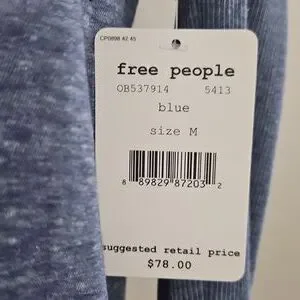 CP0898 42.45
free people
OB537914 5413
blue
size M
8 89829 87203 2
suggested retail price
$78.00